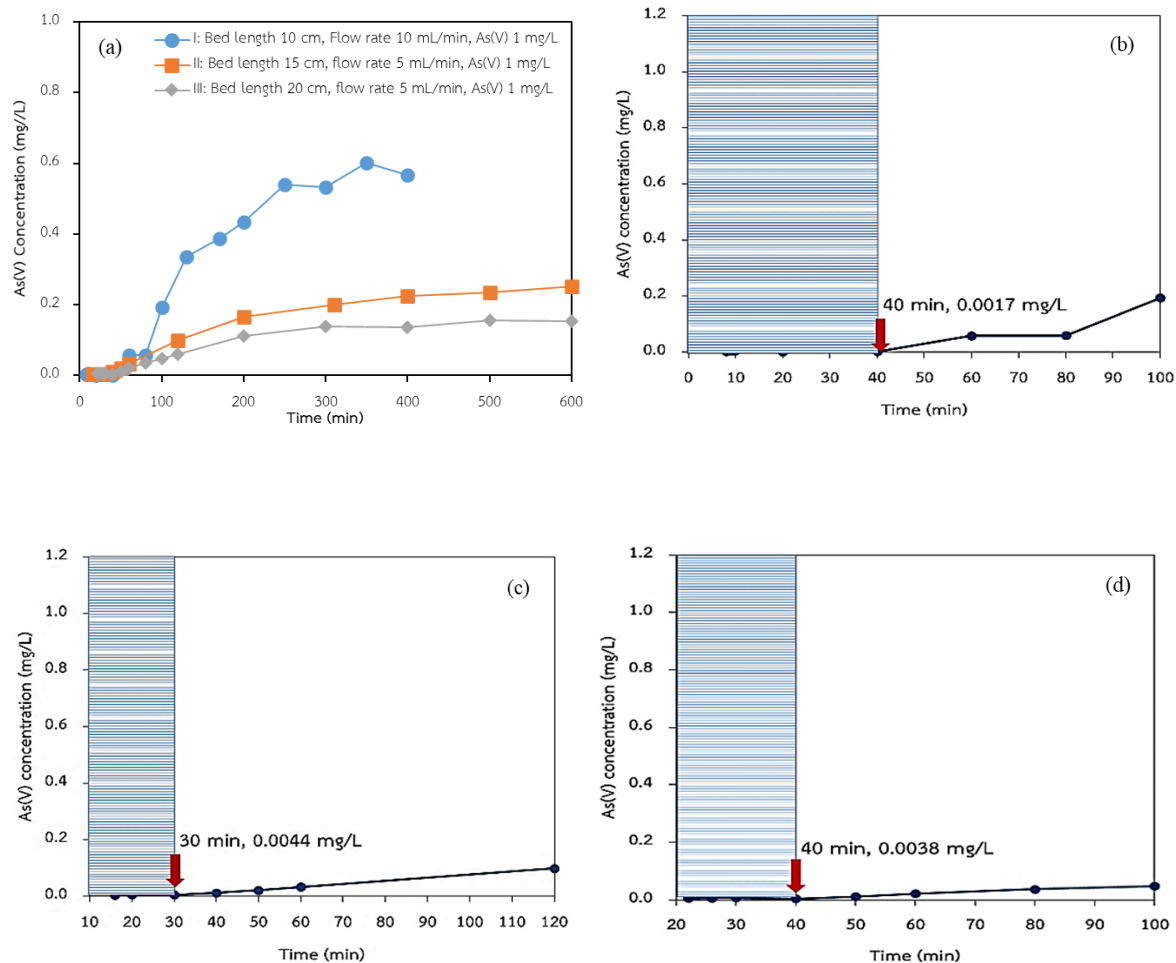 (a)
I: Bed length 10 cm, Flow rate 10 mL/min, As(V) 1 mg/L
II: Bed length 15 cm, flow rate 5 mL/min, As(V) 1 mg/L
III: Bed length 20 cm, flow rate 5 mL/min, As(V) 1 mg/L
As(V) Concentration (mg//L)
1.0
0.8
0.6
0.4
0.2
0.0
0 100 200 300 400 500 600
Time (min)
(b)
As(V) concentration (mg/L)
1.2
1.0
0.8
0.6
0.4
0.2
0.0
40 min, 0.0017 mg/L
0 10 20 30 40 50 60 70 80 90 100
Time (min)
(c)
As(V) concentration (mg/L)
1.2
1.0
0.8
0.6
0.4
0.2
0.0
30 min, 0.0044 mg/L
10 20 30 40 50 60 70 80 90 100 110 120
Time (min)
(d)
As(V) concentration (mg/L)
1.2
1.0
0.8
0.6
0.4
0.2
0.0
40 min, 0.0038 mg/L
20 30 40 50 60 70 80 90 100
Time (min)